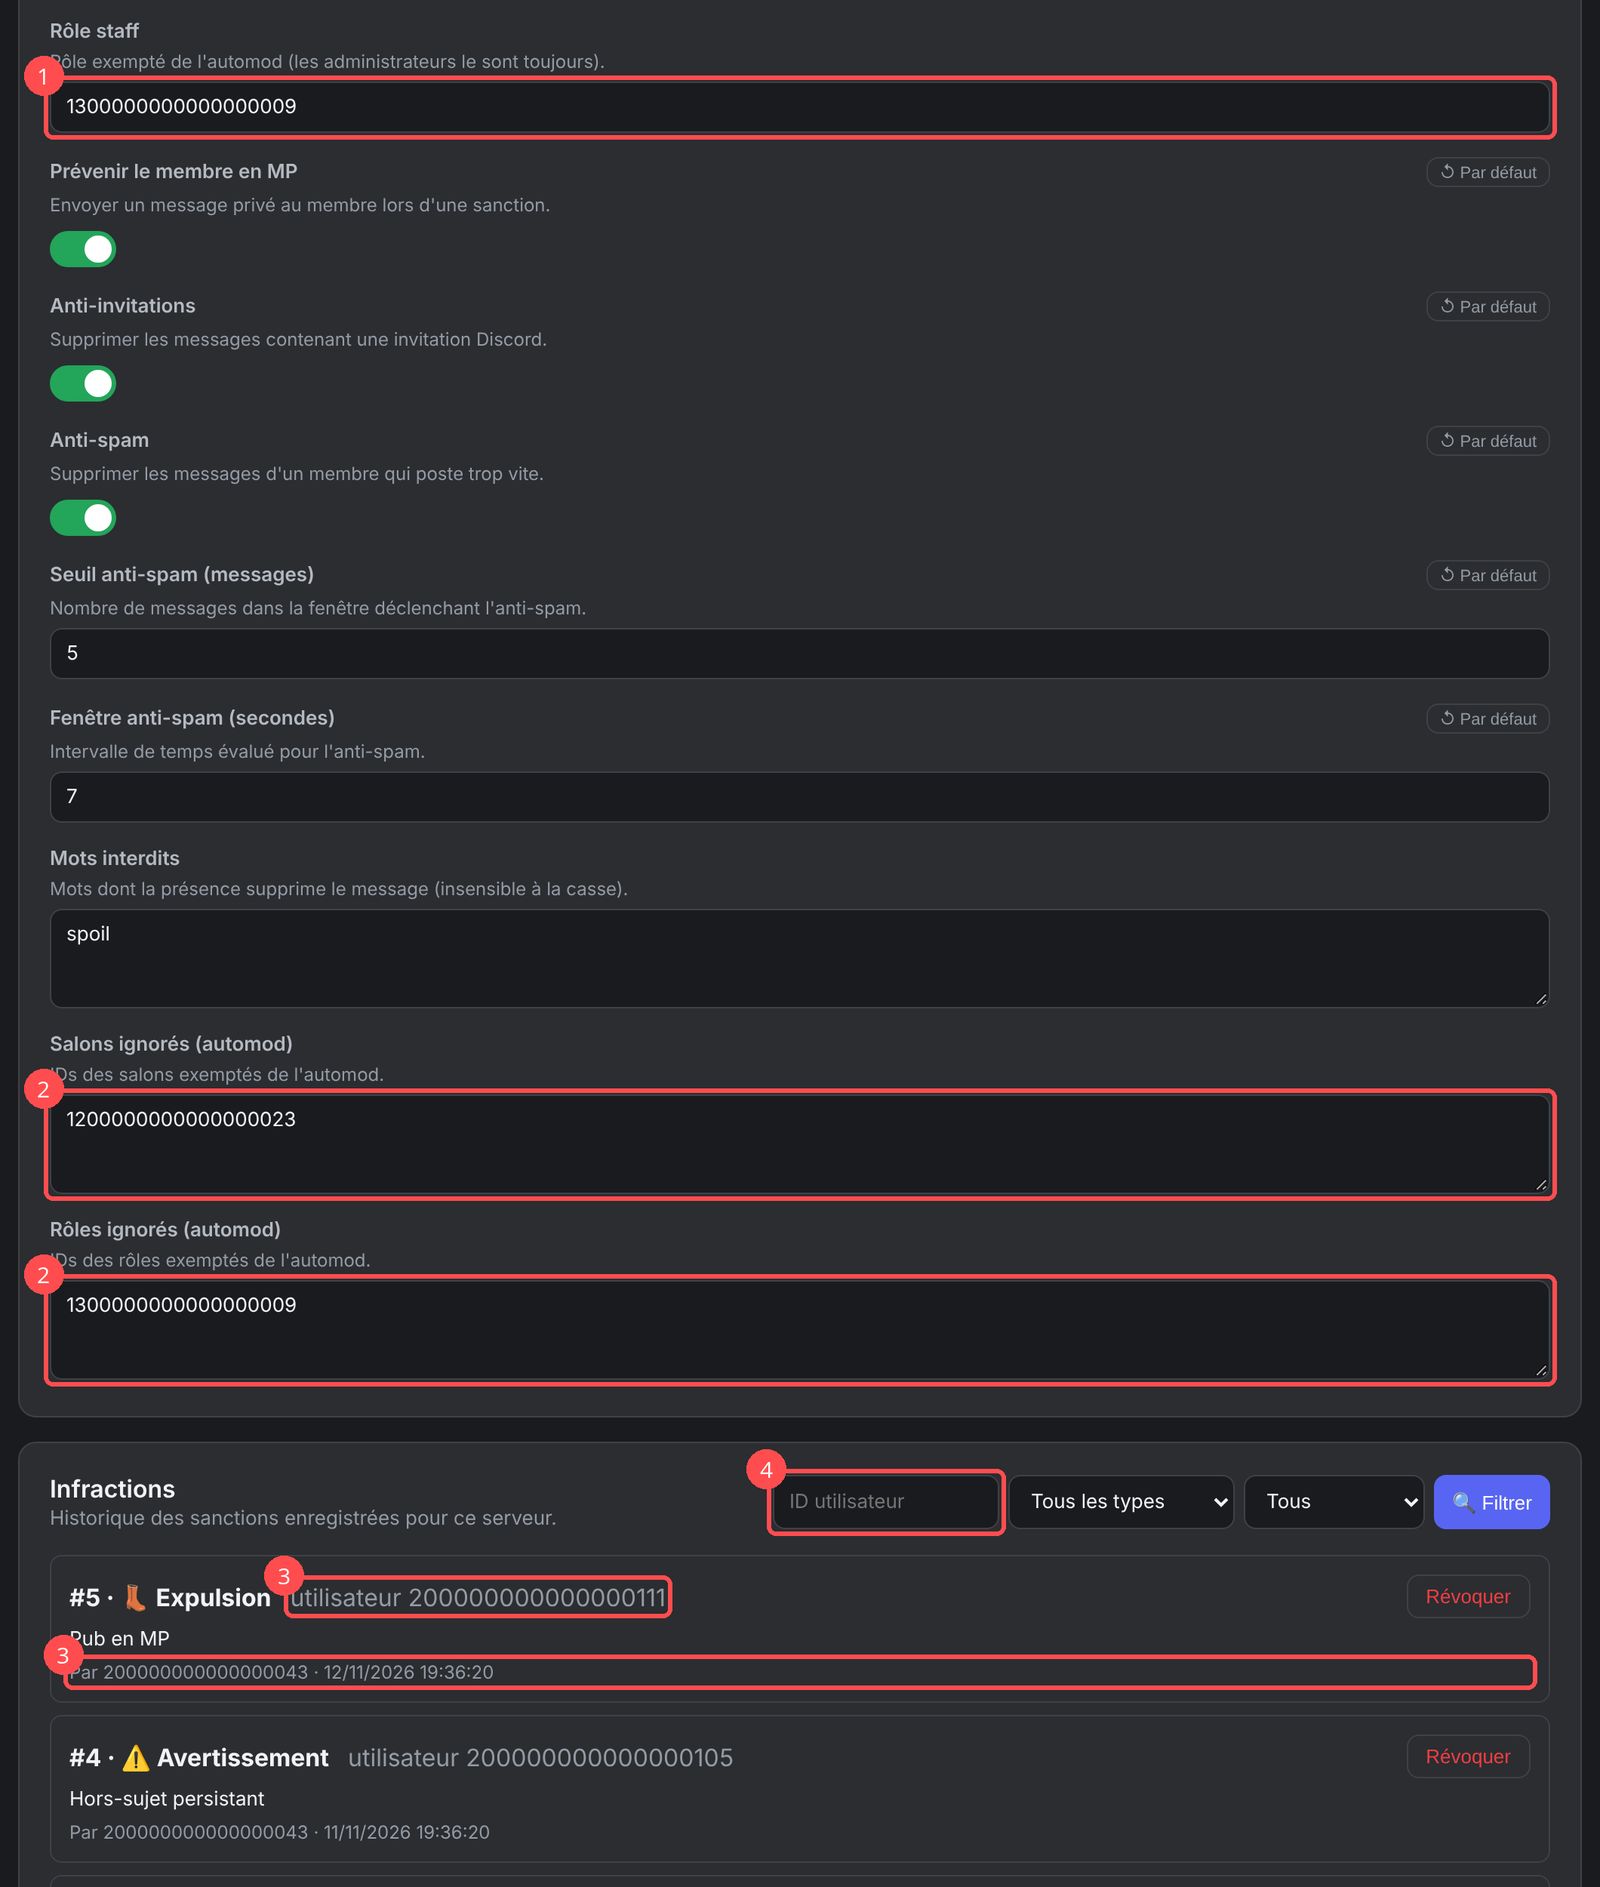 Rôle staff
Rôle exempté de l'automod (les administrateurs le sont toujours).
1
1300000000000000009
Prévenir le membre en MP
Par défaut
Envoyer un message privé au membre lors d'une sanction.
Anti-invitations
Par défaut
Supprimer les messages contenant une invitation Discord.
Anti-spam
Par défaut
Supprimer les messages d'un membre qui poste trop vite.
Seuil anti-spam (messages)
Par défaut
Nombre de messages dans la fenêtre déclenchant l'anti-spam.
5
Fenêtre anti-spam (secondes)
Par défaut
Intervalle de temps évalué pour l'anti-spam.
7
Mots interdits
Mots dont la présence supprime le message (insensible à la casse).
spoil
Salons ignorés (automod)
IDs des salons exemptés de l'automod.
2
1200000000000000023
Rôles ignorés (automod)
IDs des rôles exemptés de l'automod.
2
1300000000000000009
Infractions
Historique des sanctions enregistrées pour ce serveur.
4
ID utilisateur
Tous les types
Tous
Filtrer
3
#5 · Expulsion utilisateur 200000000000000111
Révoquer
Pub en MP
3
Par 200000000000000043 · 12/11/2026 19:36:20
#4 · Avertissement utilisateur 200000000000000105
Révoquer
Hors-sujet persistant
Par 200000000000000043 · 11/11/2026 19:36:20